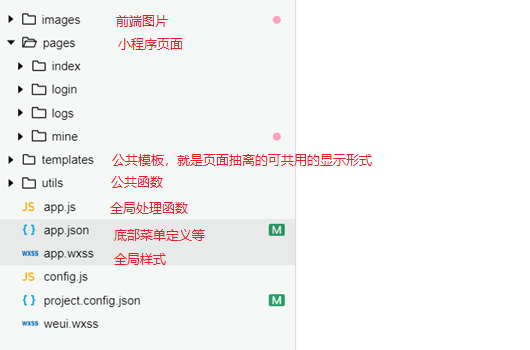 images 前端图片
pages 小程序页面
index
login
logs
mine
templates 公共模板，就是页面抽离的可共用的显示形式
utils 公共函数
JS app.js 全局处理函数
{ } app.json 底部菜单定义等 M
wxss app.wxss 全局样式
JS config.js
{ } project.config.json M
wxss weui.wxss